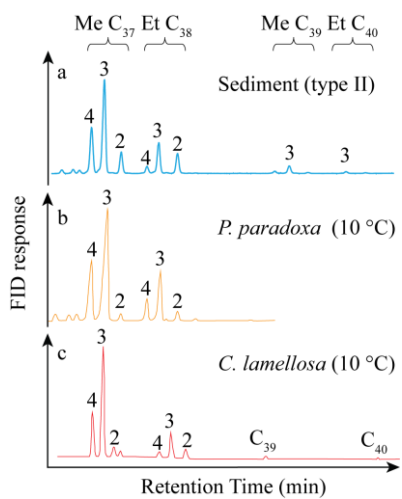 Me C37 Et C38 Me C39 Et C40
a 3 Sediment (type II)
4 2 4 3 2 3 3
b 3 P. paradoxa (10 °C)
4 2 4 3 2
c 3 C. lamellosa (10 °C)
4 2 4 3 2 C39 C40
FID response
Retention Time (min)